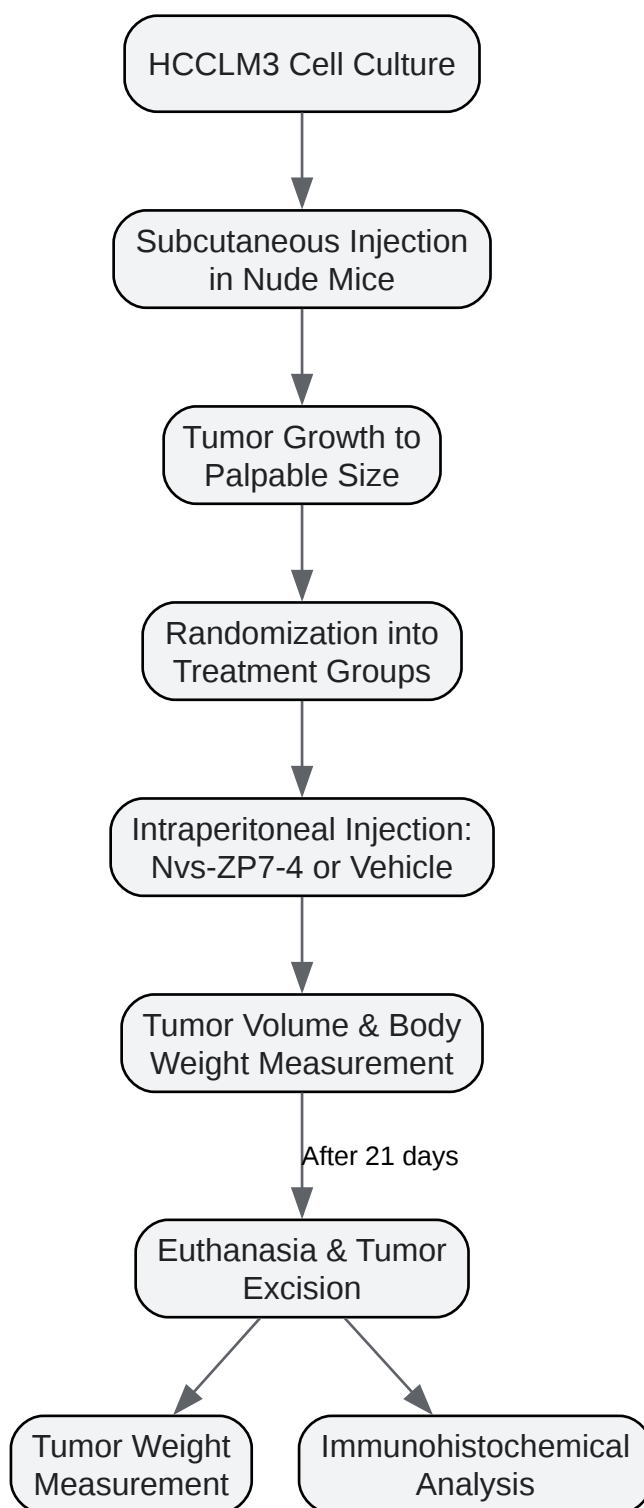 HCCLM3 Cell Culture
Subcutaneous Injection
in Nude Mice
Tumor Growth to
Palpable Size
Randomization into
Treatment Groups
Intraperitoneal Injection:
Nvs-ZP7-4 or Vehicle
Tumor Volume & Body
Weight Measurement
After 21 days
Euthanasia & Tumor
Excision
Tumor Weight
Measurement
Immunohistochemical
Analysis